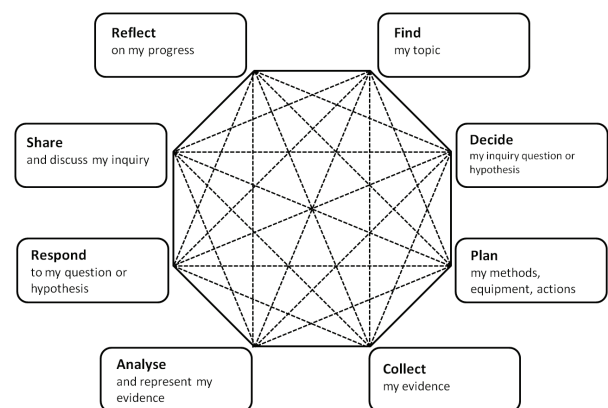 Reflect
on my progress
Find
my topic
Share
and discuss my inquiry
Decide
my inquiry question or
hypothesis
Respond
to my question or
hypothesis
Plan
my methods,
equipment, actions
Analyse
and represent my
evidence
Collect
my evidence